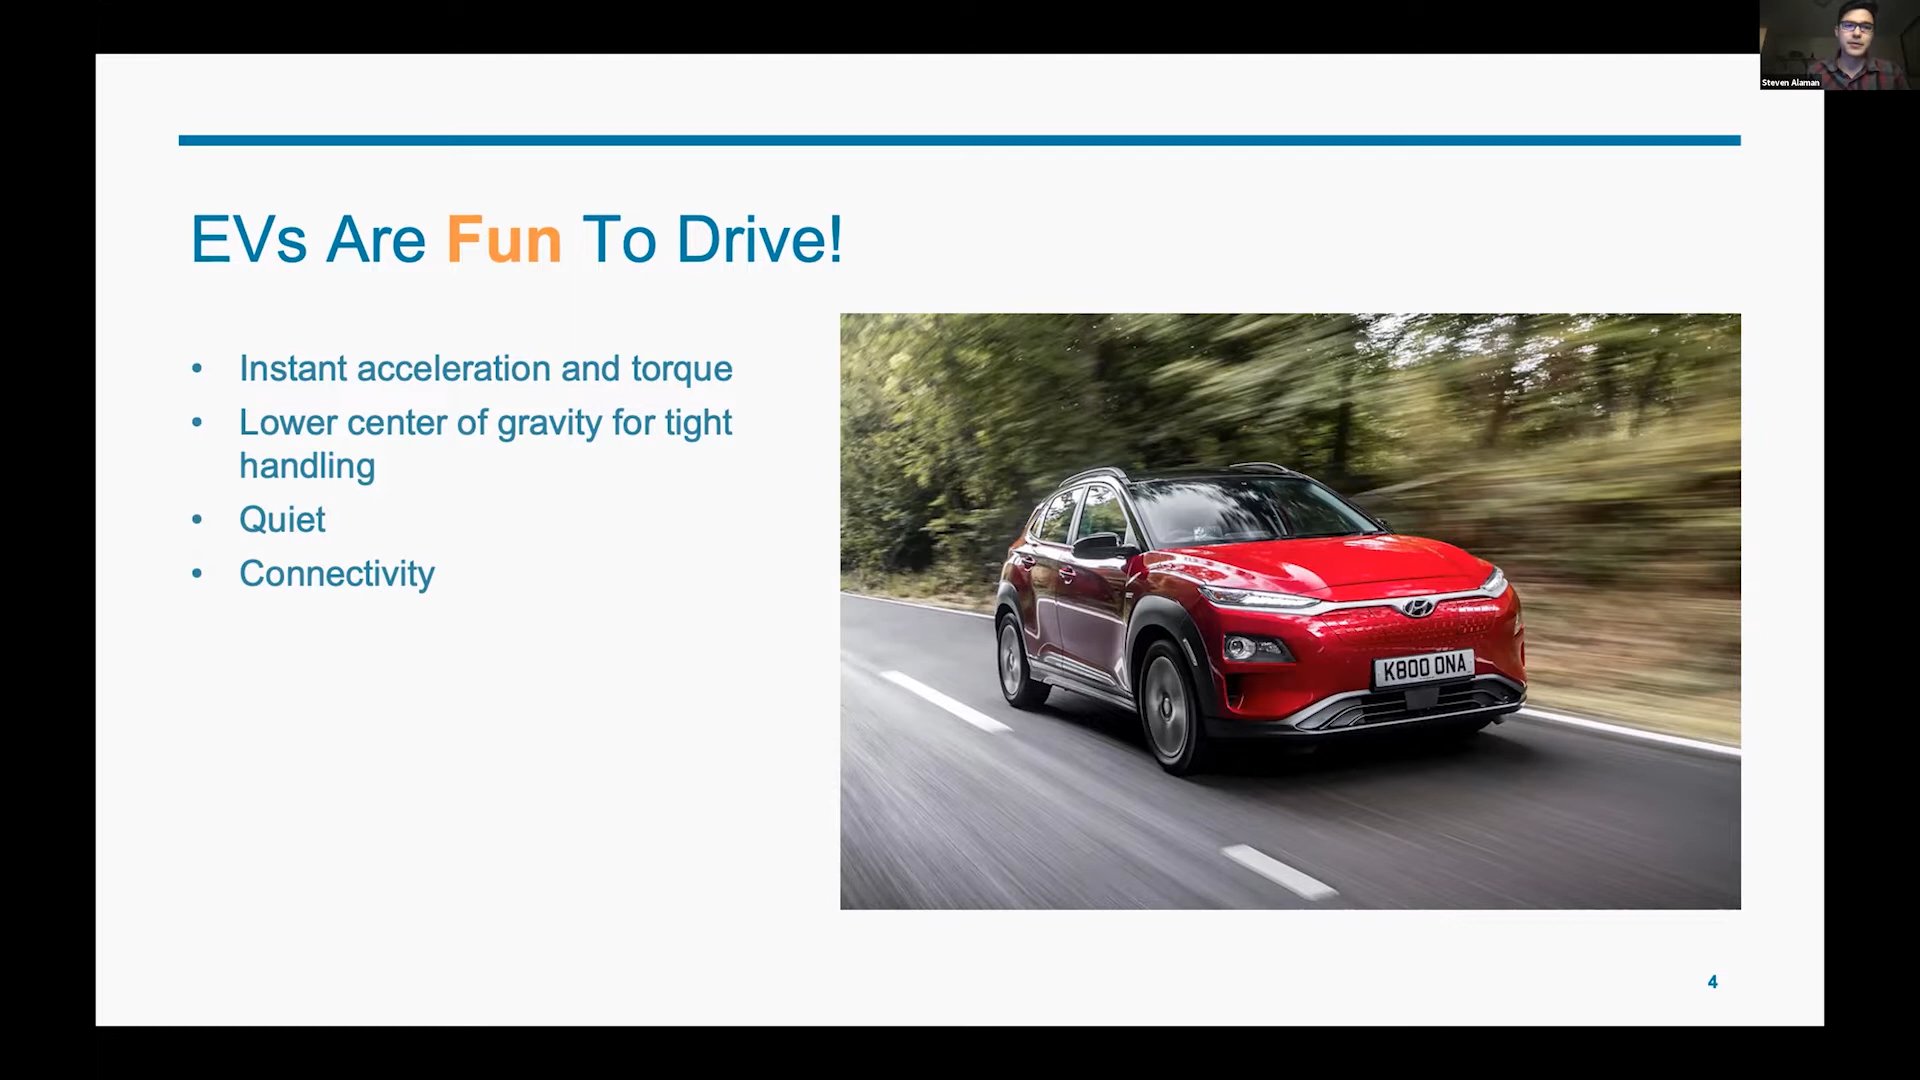 Steven Alaman
EVs Are Fun To Drive!
• Instant acceleration and torque
• Lower center of gravity for tight
handling
• Quiet
• Connectivity
K800 ONA
4